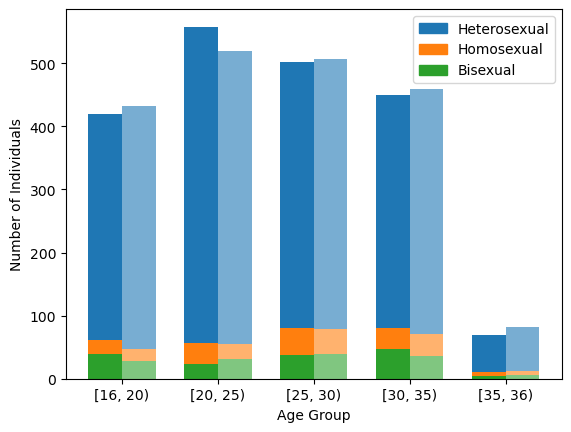 Heterosexual
Homosexual
Bisexual
Number of Individuals
500
400
300
200
100
0
[16, 20) [20, 25) [25, 30) [30, 35) [35, 36)
Age Group